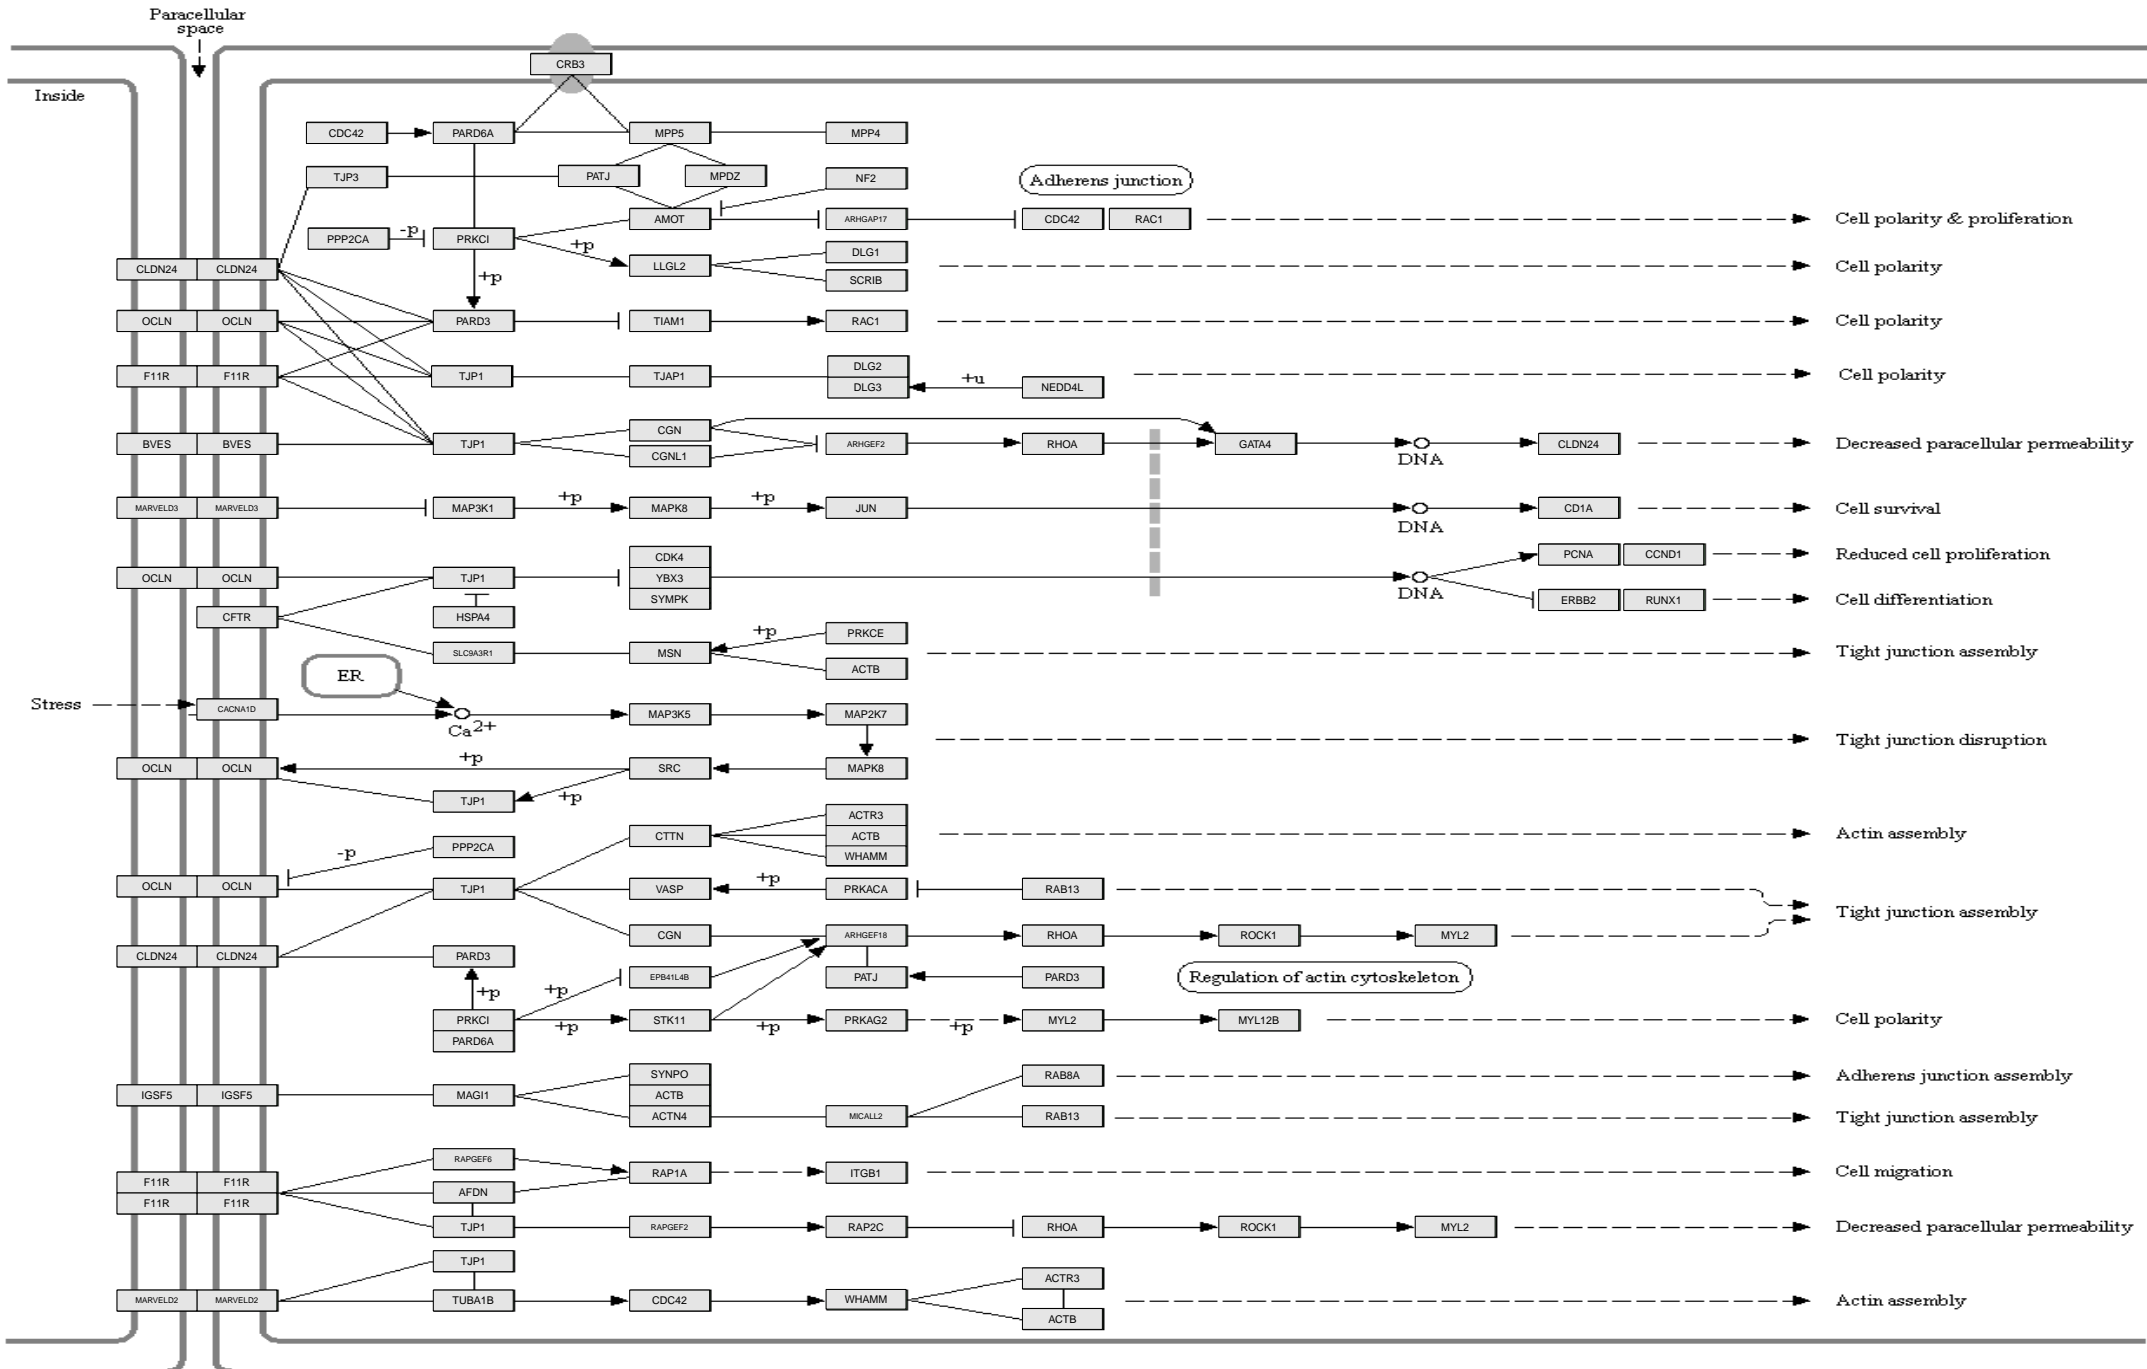 Paracellular
space
CRB3
Inside
CDC42
PARD6A
MPP5
MPP4
TJP3
PATJ
MPDZ
NF2
Adherens junction
AMOT
ARHGAP17
CDC42
RAC1
Cell polarity & proliferation
PPP2CA
-p
PRKCI
+p
DLG1
CLDN24
CLDN24
LLGL2
Cell polarity
+p
SCRIB
OCLN
OCLN
PARD3
TIAM1
RAC1
Cell polarity
F11R
F11R
TJP1
TJAP1
DLG2
DLG3
+u
NEDD4L
Cell polarity
BVES
BVES
TJP1
CGN
CGNL1
ARHGEF2
RHOA
GATA4
DNA
CLDN24
Decreased paracellular permeability
MARVELD3
MARVELD3
MAP3K1
+p
MAPK8
+p
JUN
DNA
CD1A
Cell survival
CDK4
PCNA
CCND1
Reduced cell proliferation
OCLN
OCLN
TJP1
YBX3
DNA
SYMPK
ERBB2
RUNX1
Cell differentiation
CFTR
HSPA4
PRKCE
+p
SLC9A3R1
MSN
Tight junction assembly
ACTB
ER
Stress
CACNA1D
Ca2+
MAP3K5
MAP2K7
Tight junction disruption
OCLN
OCLN
+p
SRC
MAPK8
TJP1
+p
ACTR3
CTTN
ACTB
Actin assembly
PPP2CA
-p
WHAMM
OCLN
OCLN
TJP1
VASP
+p
PRKACA
RAB13
Tight junction assembly
CGN
ARHGEF18
RHOA
ROCK1
MYL2
CLDN24
CLDN24
PARD3
EPB41L4B
PATJ
PARD3
Regulation of actin cytoskeleton
+p
+p
PRKCI
+p
STK11
+p
PRKAG2
+p
MYL2
MYL12B
Cell polarity
PARD6A
SYNPO
RAB8A
Adherens junction assembly
IGSF5
IGSF5
MAGI1
ACTB
ACTN4
MICALL2
RAB13
Tight junction assembly
RAPGEF6
F11R
F11R
RAP1A
ITGB1
Cell migration
F11R
F11R
AFDN
TJP1
RAPGEF2
RAP2C
RHOA
ROCK1
MYL2
Decreased paracellular permeability
TJP1
ACTR3
MARVELD2
MARVELD2
TUBA1B
CDC42
WHAMM
Actin assembly
ACTB